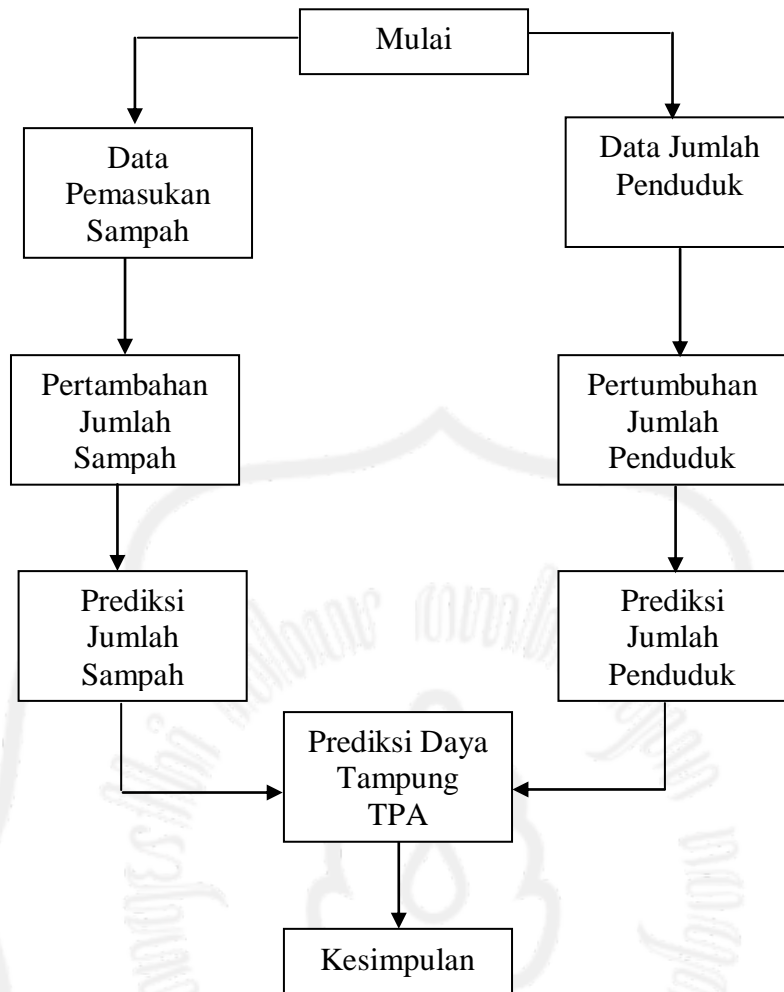 Mulai
Data
Pemasukan
Sampah
Data Jumlah
Penduduk
Pertambahan
Jumlah
Sampah
Pertumbuhan
Jumlah
Penduduk
Prediksi
Jumlah
Sampah
Prediksi
Jumlah
Penduduk
Prediksi Daya
Tampung
TPA
Kesimpulan